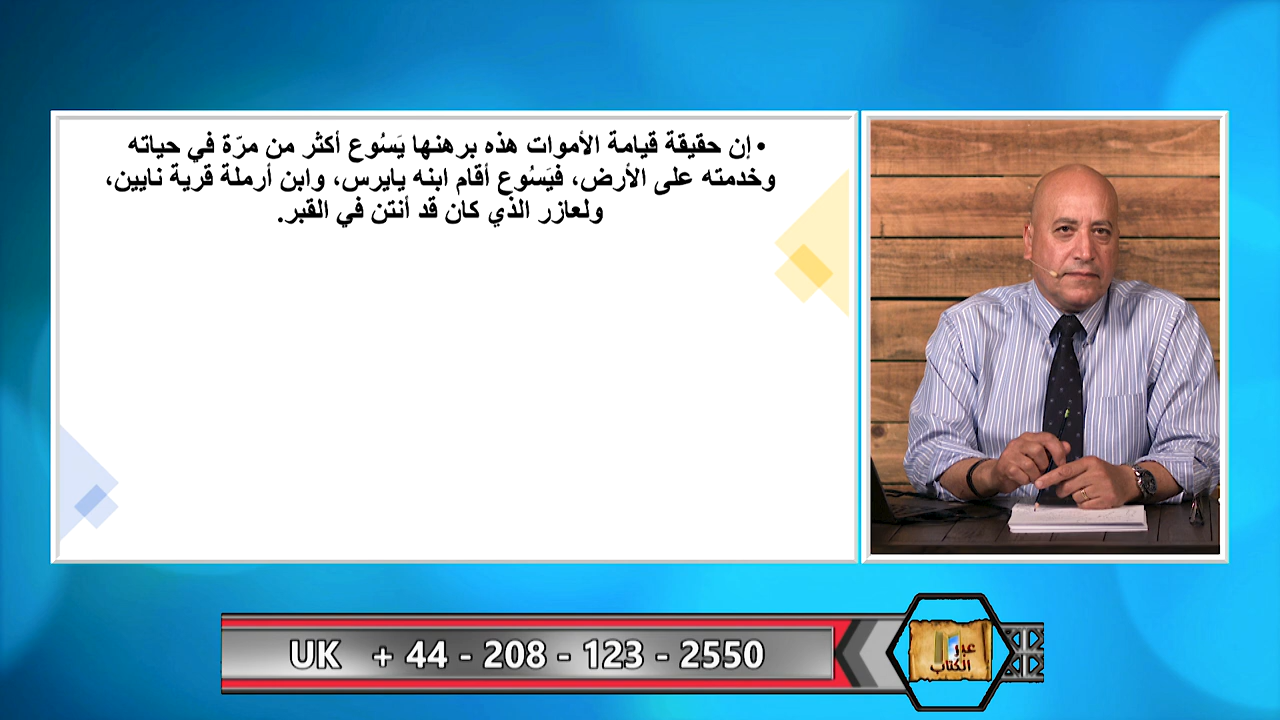 • إن حقيقة قيامة الأموات هذه برهنها يَسُوع أكثر من مرّة في حياته
وخدمته على الأرض، فيَسُوع أقام ابنه يايرس، وابن أرملة قرية نايين،
ولعازر الذي كان قد أنتن في القبر.
UK + 44 - 208 - 123 - 2550
عبر
الكتاب